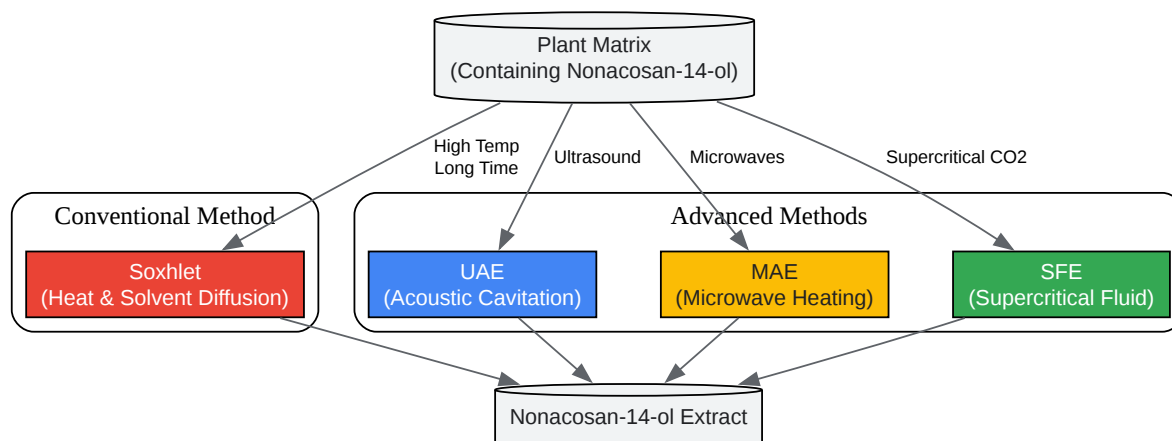 Plant Matrix
(Containing Nonacosan-14-ol)
High Temp
Long Time
Ultrasound
Microwaves
Supercritical CO2
Conventional Method
Advanced Methods
Soxhlet
(Heat & Solvent Diffusion)
UAE
(Acoustic Cavitation)
MAE
(Microwave Heating)
SFE
(Supercritical Fluid)
Nonacosan-14-ol Extract